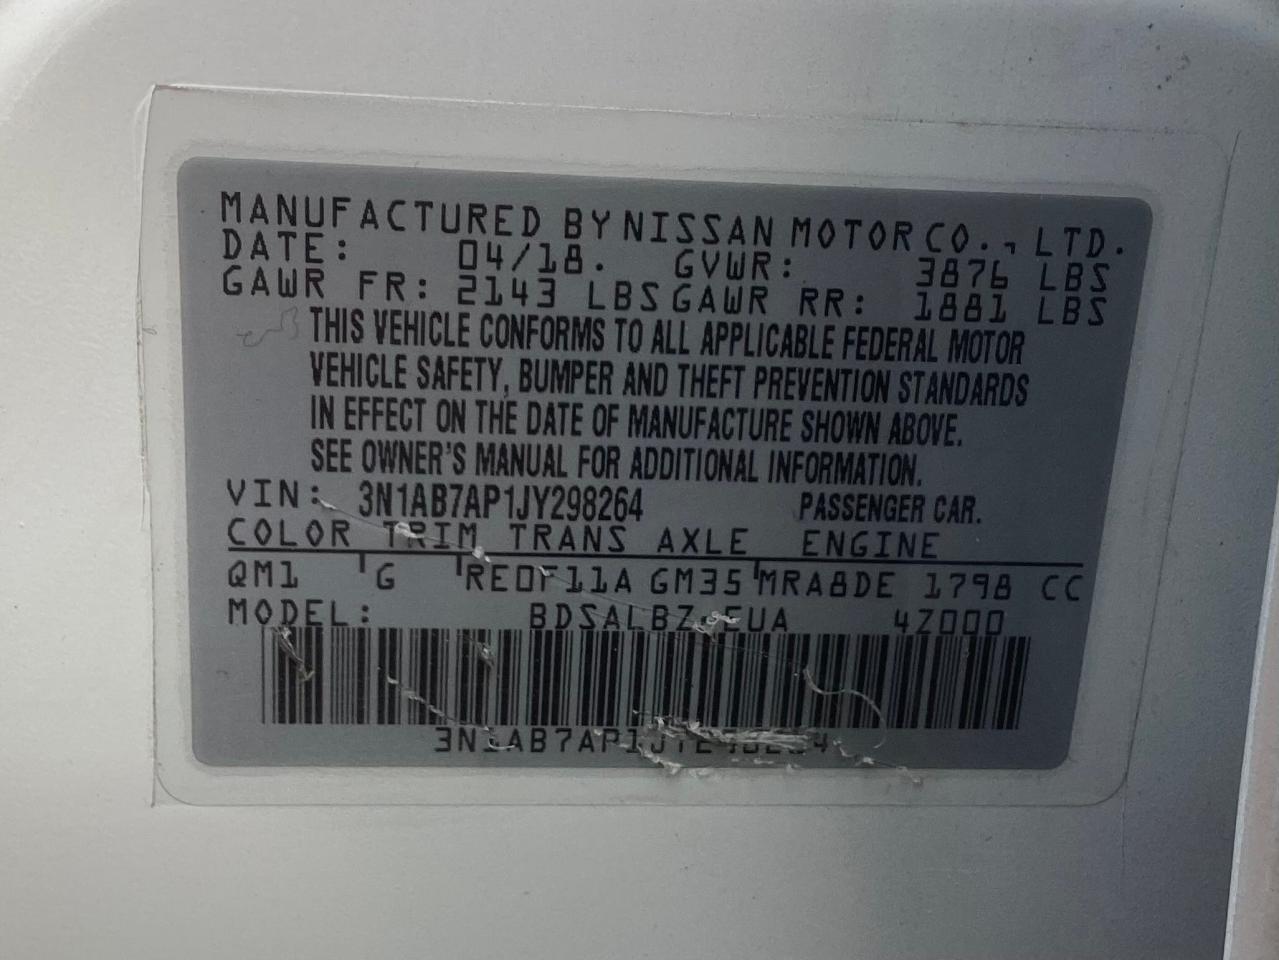 MANUFACTURED BY NISSAN MOTOR CO., LTD.
DATE: 04/18. GVWR: 3876 LBS
GAWR FR: 2143 LBS GAWR RR: 1881 LBS
THIS VEHICLE CONFORMS TO ALL APPLICABLE FEDERAL MOTOR
VEHICLE SAFETY, BUMPER AND THEFT PREVENTION STANDARDS
IN EFFECT ON THE DATE OF MANUFACTURE SHOWN ABOVE.
SEE OWNER'S MANUAL FOR ADDITIONAL INFORMATION.
VIN: 3N1AB7AP1JY298264 PASSENGER CAR.
COLOR TRIM TRANS AXLE ENGINE
QM1 G RE0F11A GM35 MRA8DE 1798 CC
MODEL: BDSALBZ-EUA 4Z000